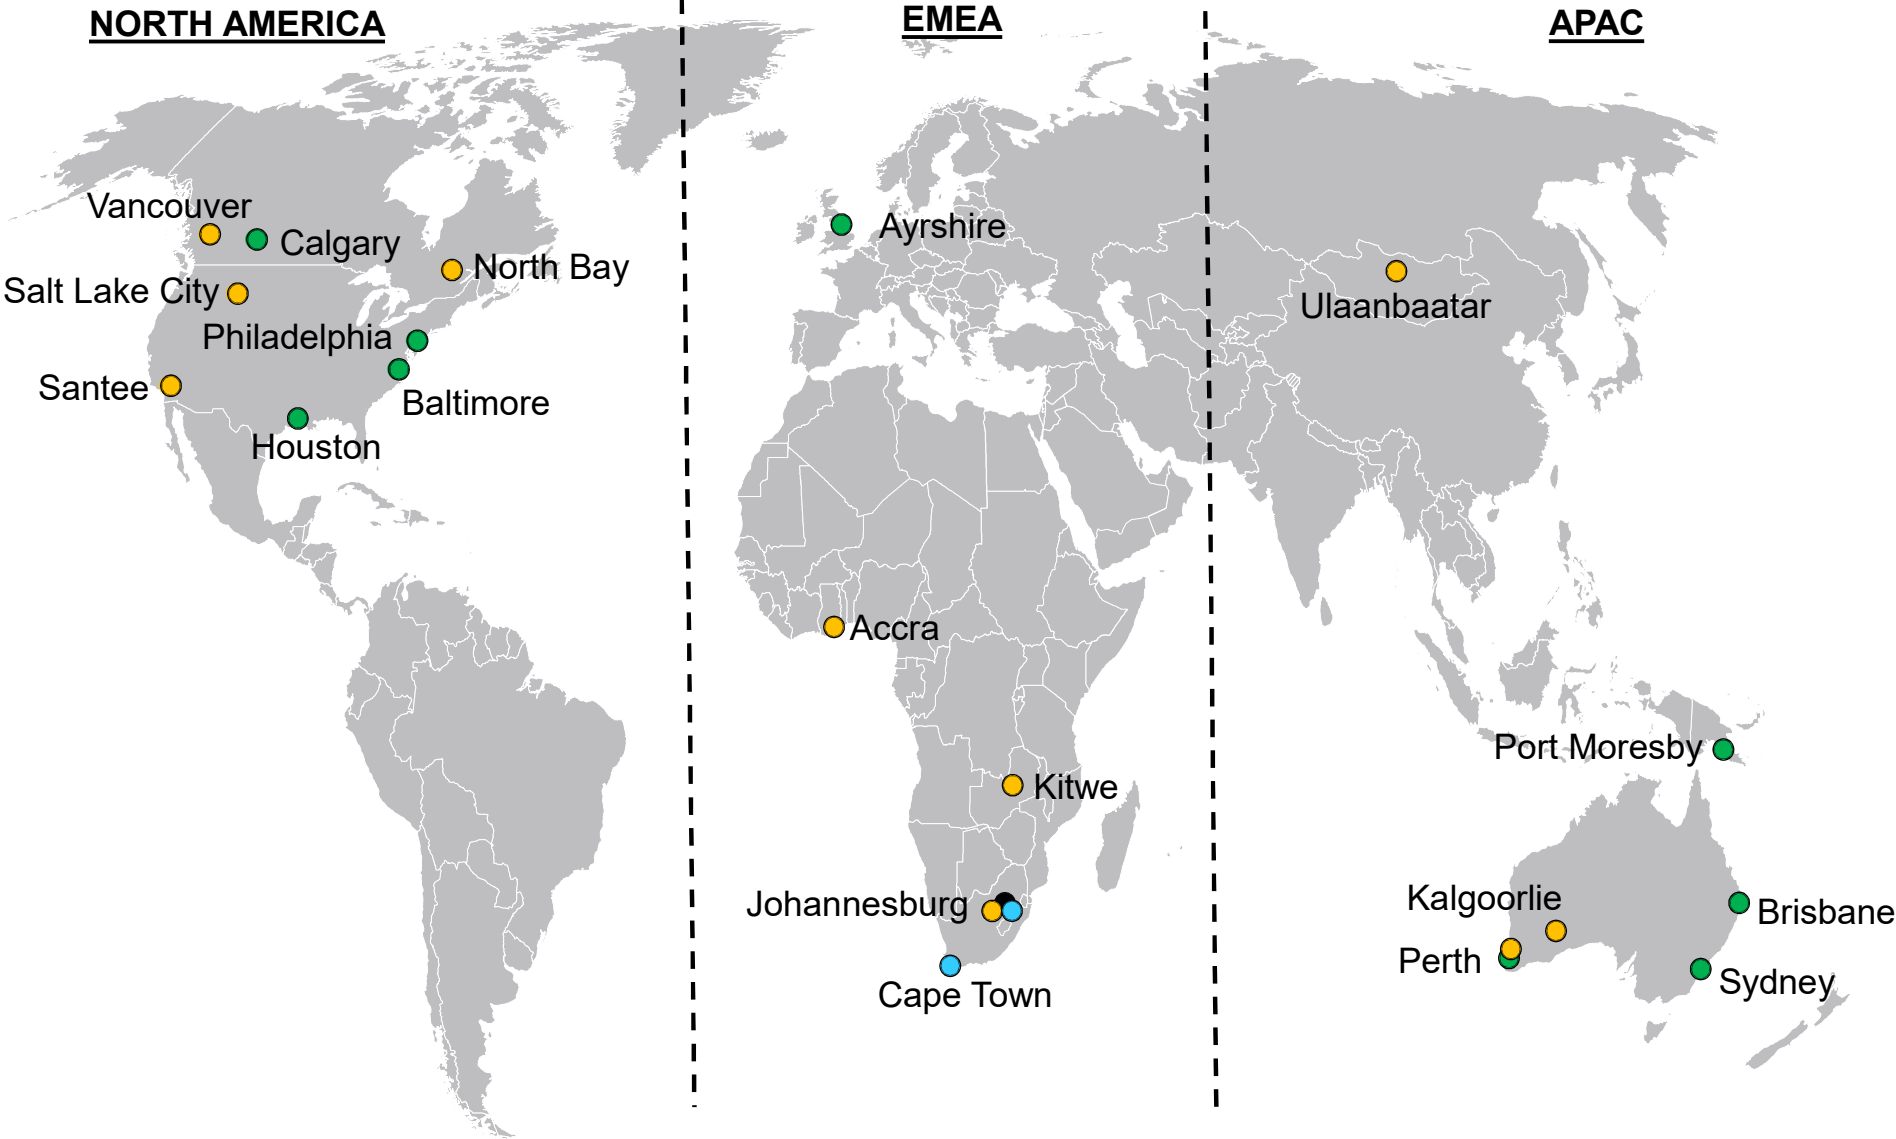 NORTH AMERICA
EMEA
APAC
Vancouver
Calgary
North Bay
Salt Lake City
Philadelphia
Santee
Baltimore
Houston
Ayrshire
Accra
Kitwe
Johannesburg
Cape Town
Ulaanbaatar
Port Moresby
Kalgoorlie
Brisbane
Perth
Sydney